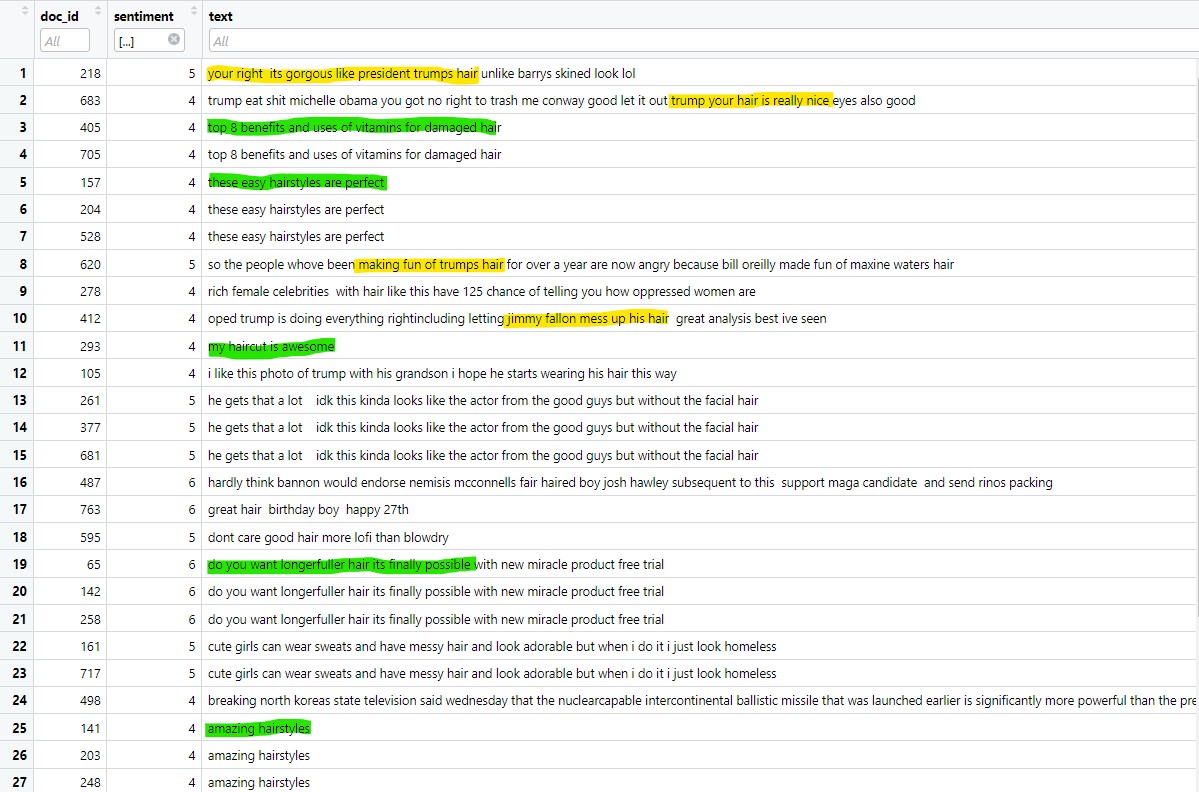 doc_id sentiment text
All [...] All
1 218 5 your right  its gorgous like president trumps hair unlike barrys skined look lol
2 683 4 trump eat shit michelle obama you got no right to trash me conway good let it out trump your hair is really nice eyes also good
3 405 4 top 8 benefits and uses of vitamins for damaged hair
4 705 4 top 8 benefits and uses of vitamins for damaged hair
5 157 4 these easy hairstyles are perfect
6 204 4 these easy hairstyles are perfect
7 528 4 these easy hairstyles are perfect
8 620 5 so the people whove been making fun of trumps hair for over a year are now angry because bill oreilly made fun of maxine waters hair
9 278 4 rich female celebrities  with hair like this have 125 chance of telling you how oppressed women are
10 412 4 oped trump is doing everything rightincluding letting jimmy fallon mess up his hair  great analysis best ive seen
11 293 4 my haircut is awesome
12 105 4 i like this photo of trump with his grandson i hope he starts wearing his hair this way
13 261 5 he gets that a lot    idk this kinda looks like the actor from the good guys but without the facial hair
14 377 5 he gets that a lot    idk this kinda looks like the actor from the good guys but without the facial hair
15 681 5 he gets that a lot    idk this kinda looks like the actor from the good guys but without the facial hair
16 487 6 hardly think bannon would endorse nemisis mcconnells fair haired boy josh hawley subsequent to this  support maga candidate  and send rinos packing
17 763 6 great hair  birthday boy  happy 27th
18 595 5 dont care good hair more lofi than blowdry
19 65 6 do you want longerfuller hair its finally possible with new miracle product free trial
20 142 6 do you want longerfuller hair its finally possible with new miracle product free trial
21 258 6 do you want longerfuller hair its finally possible with new miracle product free trial
22 161 5 cute girls can wear sweats and have messy hair and look adorable but when i do it i just look homeless
23 717 5 cute girls can wear sweats and have messy hair and look adorable but when i do it i just look homeless
24 498 4 breaking north koreas state television said wednesday that the nuclearcapable intercontinental ballistic missile that was launched earlier is significantly more powerful than the pre
25 141 4 amazing hairstyles
26 203 4 amazing hairstyles
27 248 4 amazing hairstyles